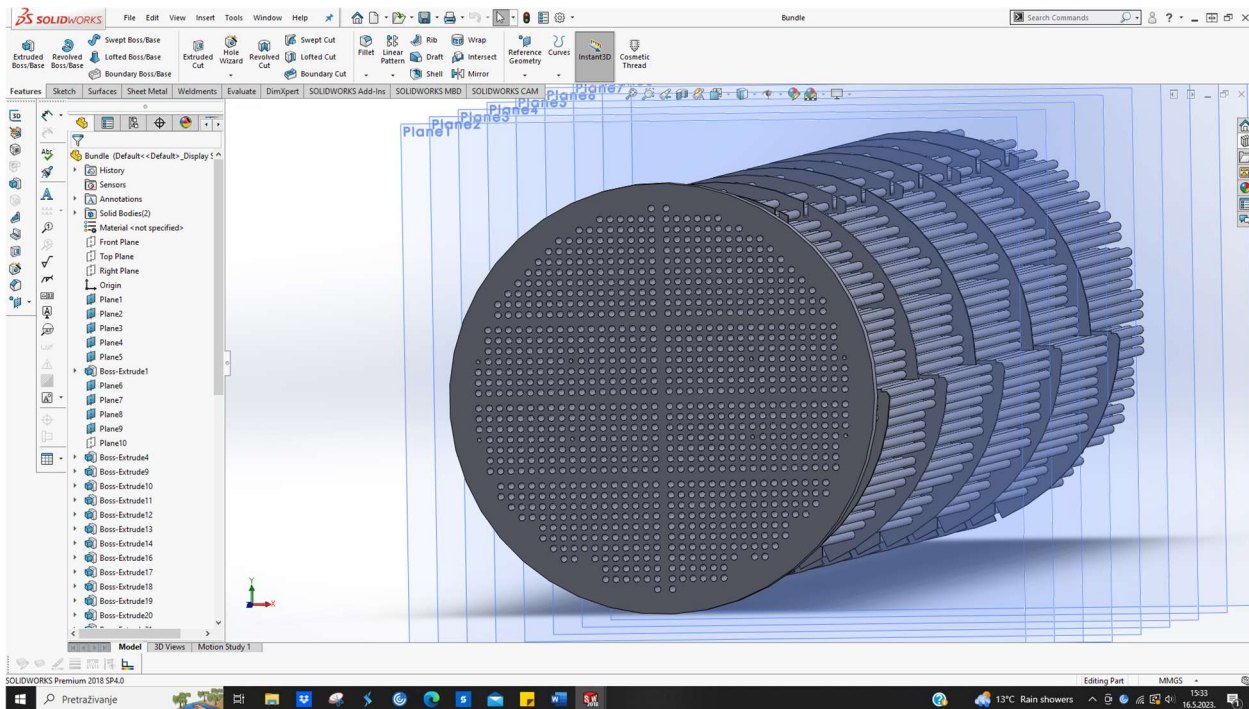 SOLIDWORKS File Edit View Insert Tools Window Help Bundle Search Commands
Extruded Boss/Base
Revolved Boss/Base
Swept Boss/Base
Lofted Boss/Base
Boundary Boss/Base
Extruded Cut
Hole Wizard
Revolved Cut
Swept Cut
Lofted Cut
Boundary Cut
Fillet
Linear Pattern
Rib
Draft
Shell
Wrap
Intersect
Mirror
Reference Geometry
Curves
Instant3D
Cosmetic Thread
Features Sketch Surfaces Sheet Metal Weldments Evaluate DimXpert SOLIDWORKS Add-Ins SOLIDWORKS MBD SOLIDWORKS CAM
Plane1
Plane2
Plane3
Plane4
Plane5
Bundle (Default<<Default>_Display
History
Sensors
Annotations
Solid Bodies(2)
Material <not specified>
Front Plane
Top Plane
Right Plane
Origin
Plane1
Plane2
Plane3
Plane4
Plane5
Boss-Extrude1
Plane6
Plane7
Plane8
Plane9
Plane10
Boss-Extrude4
Boss-Extrude9
Boss-Extrude10
Boss-Extrude11
Boss-Extrude12
Boss-Extrude13
Boss-Extrude14
Boss-Extrude16
Boss-Extrude17
Boss-Extrude18
Boss-Extrude19
Boss-Extrude20
Y
X
Model 3D Views Motion Study 1
SOLIDWORKS Premium 2018 SP4.0 Editing Part MMGS
Pretraživanje 13°C Rain showers 15:33
16.5.2023.